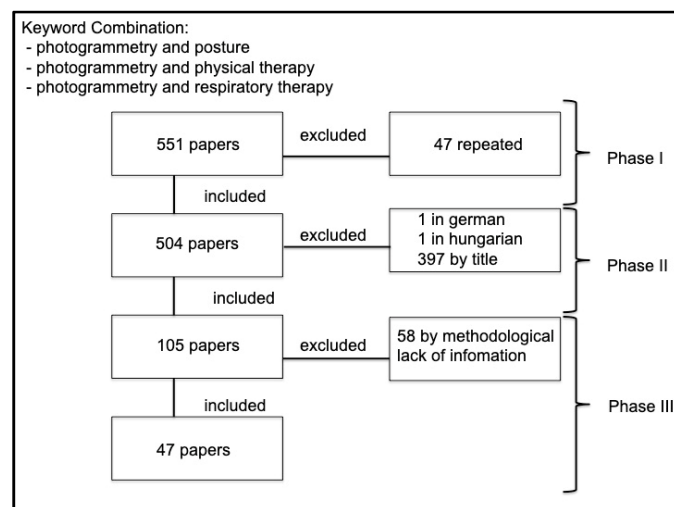 Keyword Combination:
- photogrammetry and posture
- photogrammetry and physical therapy
- photogrammetry and respiratory therapy
551 papers
excluded
47 repeated
Phase I
included
504 papers
excluded
1 in german
1 in hungarian
397 by title
Phase II
included
105 papers
excluded
58 by methodological
lack of infomation
Phase III
included
47 papers